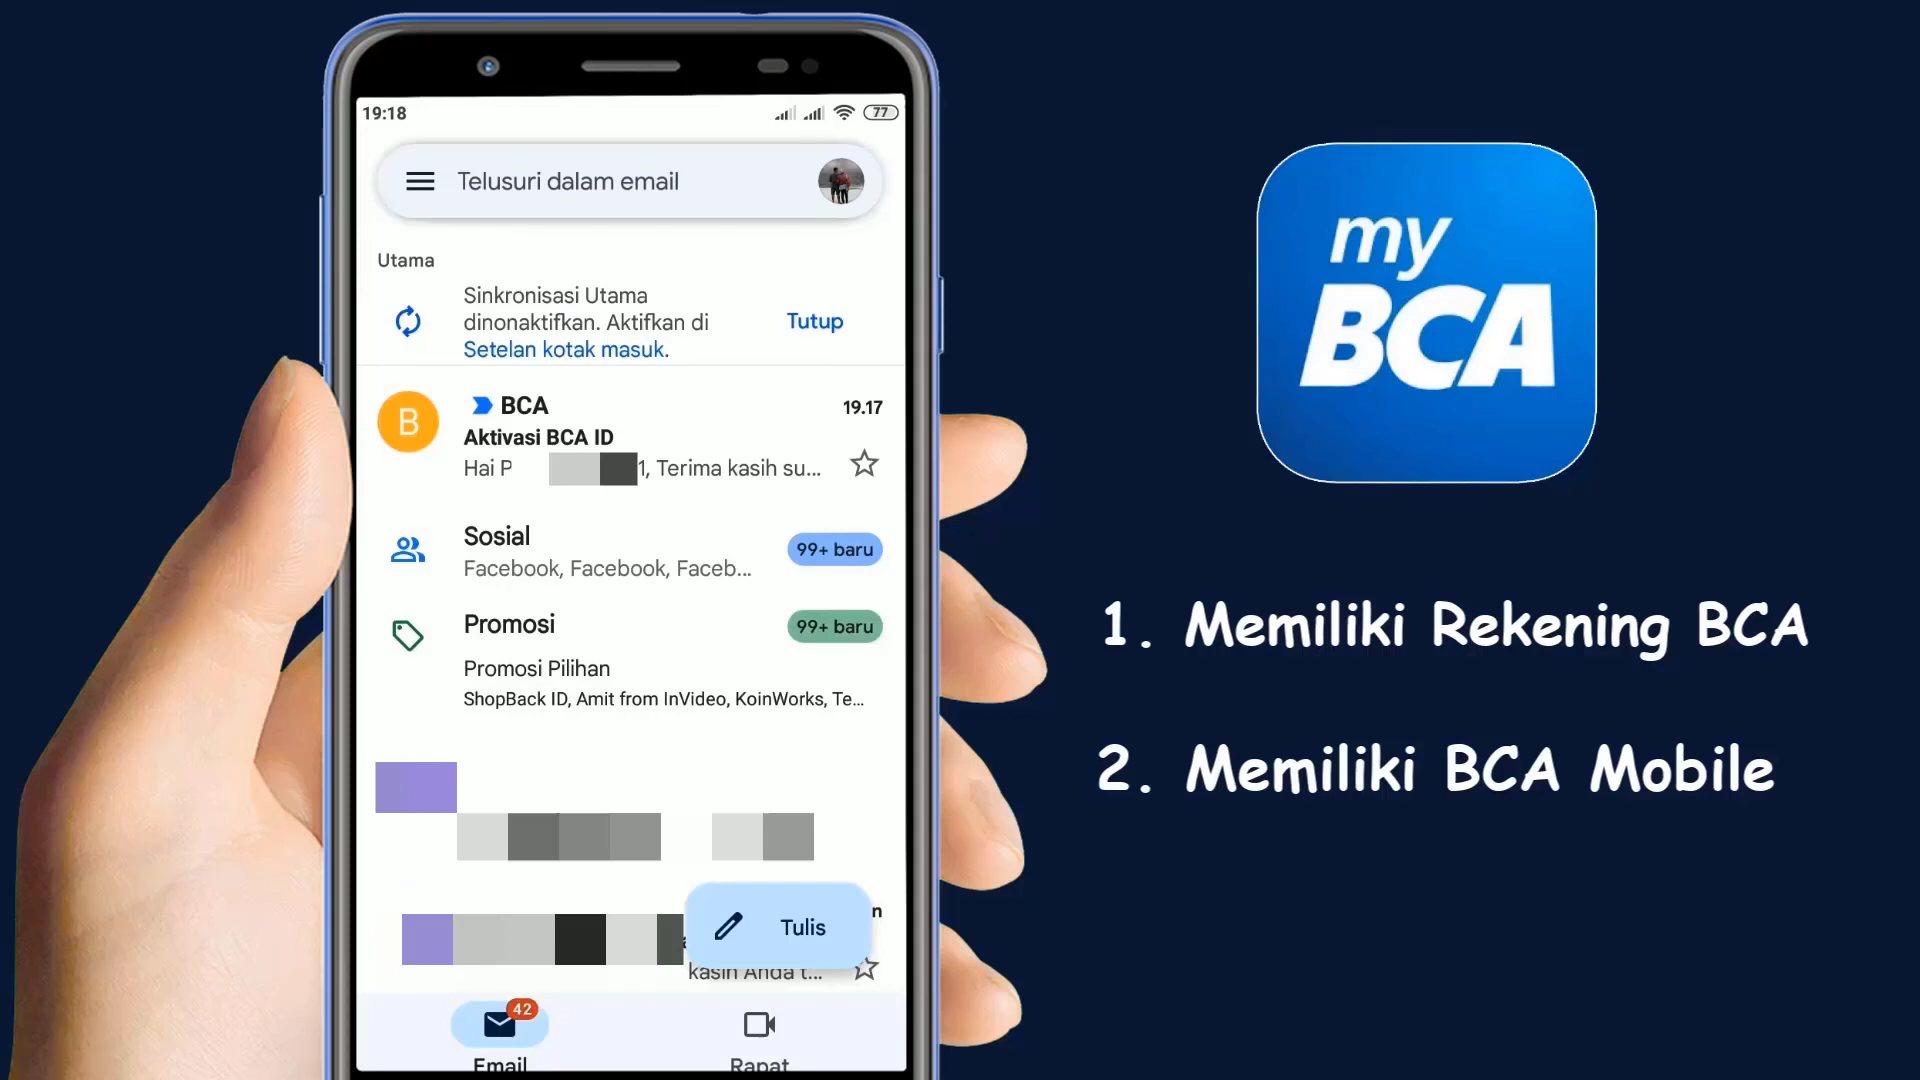 19:18
77
Telusuri dalam email
Utama
Sinkronisasi Utama
dinonaktifkan. Aktifkan di
Setelan kotak masuk.
Tutup
B
BCA
19.17
Aktivasi BCA ID
Hai P
1, Terima kasih su...
Sosial
99+ baru
Facebook, Facebook, Faceb...
Promosi
99+ baru
Promosi Pilihan
ShopBack ID, Amit from InVideo, KoinWorks, Te...
n
Tulis
kasih Anda t...
42
Email
Rapat
my
BCA
1. Memiliki Rekening BCA
2. Memiliki BCA Mobile